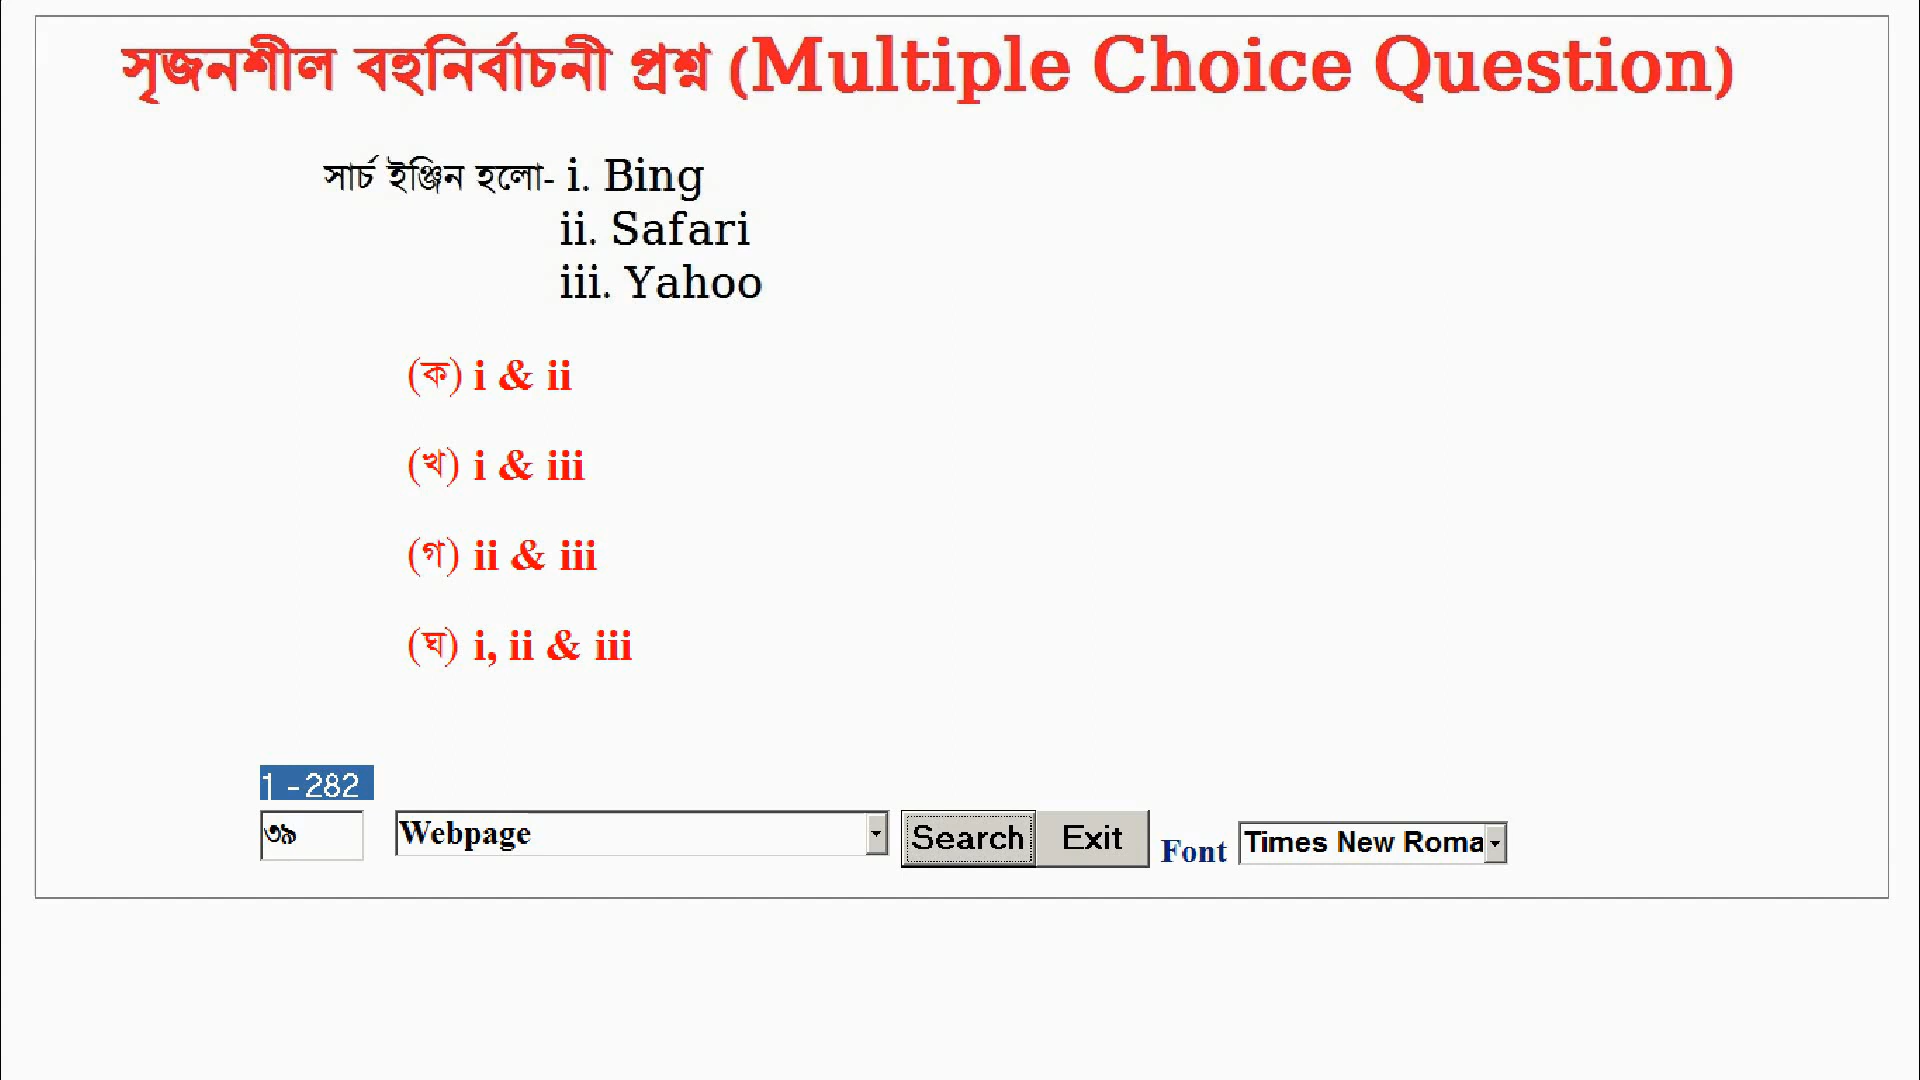 সৃজনশীল বহুনির্বাচনী প্রশ্ন (Multiple Choice Question)
সার্চ ইঞ্জিন হলো- i. Bing
ii. Safari
iii. Yahoo
(ক) i & ii
(খ) i & iii
(গ) ii & iii
(ঘ) i, ii & iii
1 - 282
৩৯ Webpage Search Exit Font Times New Roma